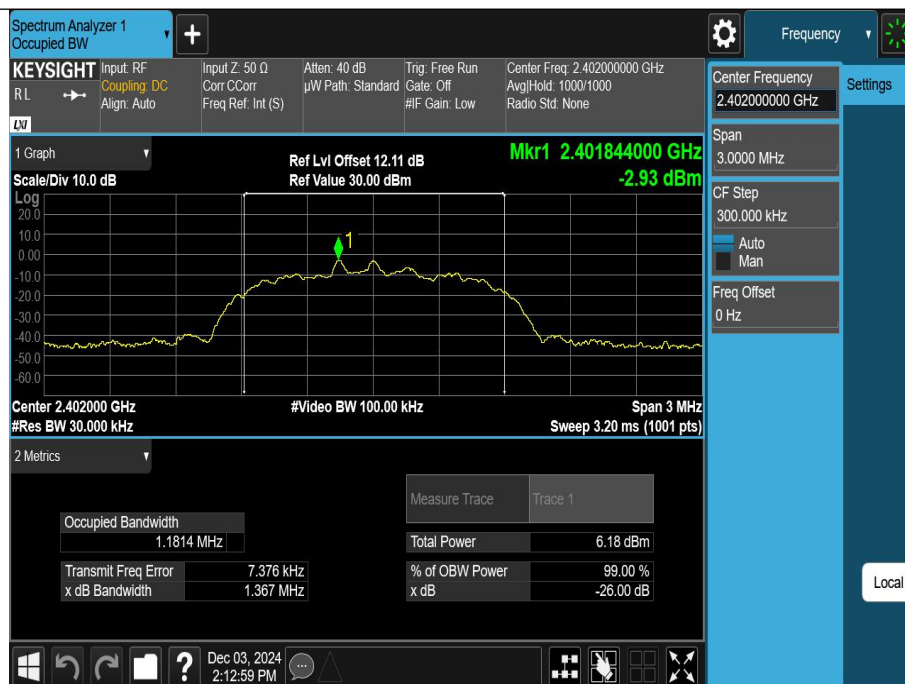 Spectrum Analyzer 1
Occupied BW
+
Frequency
KEYSIGHT
RL
LXI
Input: RF
Coupling: DC
Align: Auto
Input Z: 50 Ω
Corr CCorr
Freq Ref: Int (S)
Atten: 40 dB
µW Path: Standard
Trig: Free Run
Gate: Off
#IF Gain: Low
Center Freq: 2.402000000 GHz
Avg|Hold: 1000/1000
Radio Std: None
Center Frequency
2.402000000 GHz
Settings
Span
3.0000 MHz
CF Step
300.000 kHz
Auto
Man
Freq Offset
0 Hz
1 Graph
Scale/Div 10.0 dB
Ref Lvl Offset 12.11 dB
Ref Value 30.00 dBm
Mkr1 2.401844000 GHz
-2.93 dBm
Log
20.0
10.0
0.00
-10.0
-20.0
-30.0
-40.0
-50.0
-60.0
1
Center 2.402000 GHz
#Video BW 100.00 kHz
Span 3 MHz
#Res BW 30.000 kHz
Sweep 3.20 ms (1001 pts)
2 Metrics
Measure Trace
Trace 1
Occupied Bandwidth
1.1814 MHz
Total Power
6.18 dBm
Transmit Freq Error
7.376 kHz
% of OBW Power
99.00 %
x dB Bandwidth
1.367 MHz
x dB
-26.00 dB
Local
?
Dec 03, 2024
2:12:59 PM